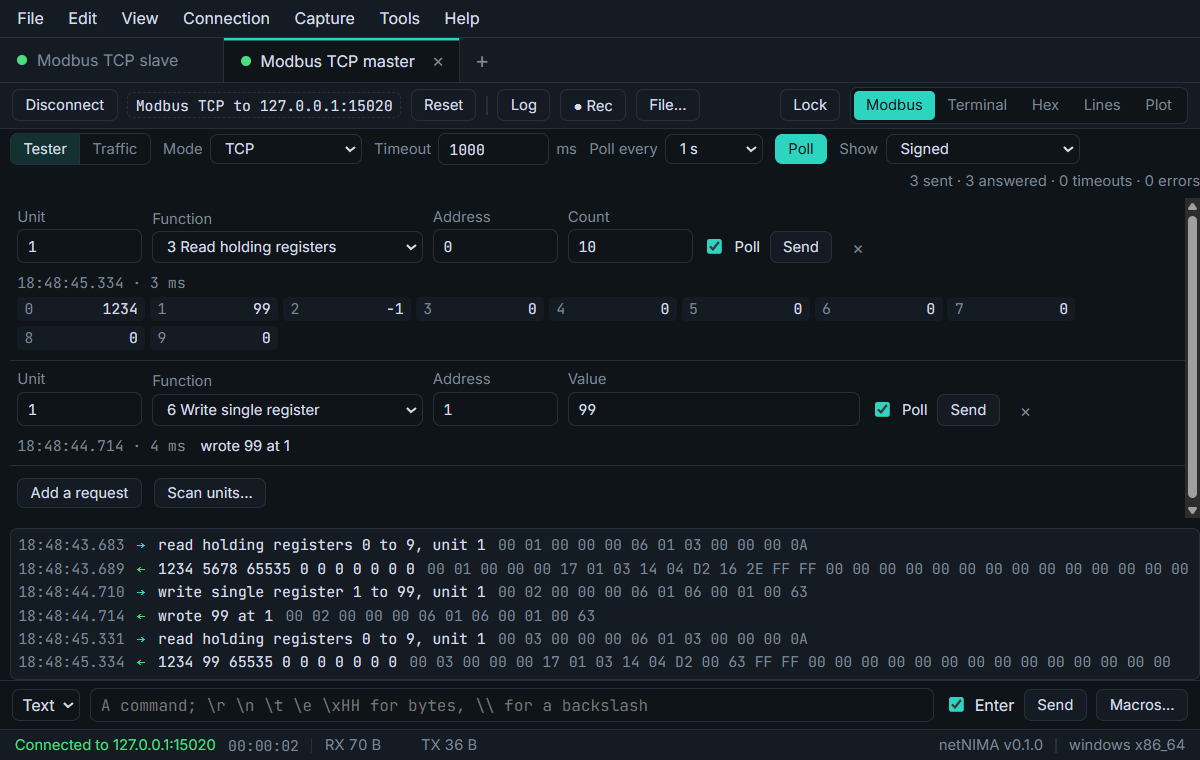 File Edit View Connection Capture Tools Help
Modbus TCP slave Modbus TCP master × +
Disconnect Modbus TCP to 127.0.0.1:15020 Reset Log ● Rec File... Lock Modbus Terminal Hex Lines Plot
Tester Traffic Mode TCP Timeout 1000 ms Poll every 1 s Poll Show Signed
3 sent · 3 answered · 0 timeouts · 0 errors
Unit Function Address Count
1 3 Read holding registers 0 10 Poll Send ×
18:48:45.334 · 3 ms
0 1234 1 99 2 -1 3 0 4 0 5 0 6 0 7 0
8 0 9 0
Unit Function Address Value
1 6 Write single register 1 99 Poll Send ×
18:48:44.714 · 4 ms wrote 99 at 1
Add a request Scan units...
18:48:43.683 → read holding registers 0 to 9, unit 1 00 01 00 00 00 06 01 03 00 00 00 0A
18:48:43.689 ← 1234 5678 65535 0 0 0 0 0 0 0 00 01 00 00 00 17 01 03 14 04 D2 16 2E FF FF 00 00 00 00 00 00 00 00 00 00 00 00 00 00
18:48:44.710 → write single register 1 to 99, unit 1 00 02 00 00 00 06 01 06 00 01 00 63
18:48:44.714 ← wrote 99 at 1 00 02 00 00 00 06 01 06 00 01 00 63
18:48:45.331 → read holding registers 0 to 9, unit 1 00 03 00 00 00 06 01 03 00 00 00 0A
18:48:45.334 ← 1234 99 65535 0 0 0 0 0 0 0 00 03 00 00 00 17 01 03 14 04 D2 00 63 FF FF 00 00 00 00 00 00 00 00 00 00 00 00 00 00
Text A command; \r \n \t \e \xHH for bytes, \\ for a backslash Enter Send Macros...
Connected to 127.0.0.1:15020 00:00:02 RX 70 B TX 36 B netNIMA v0.1.0 windows x86_64